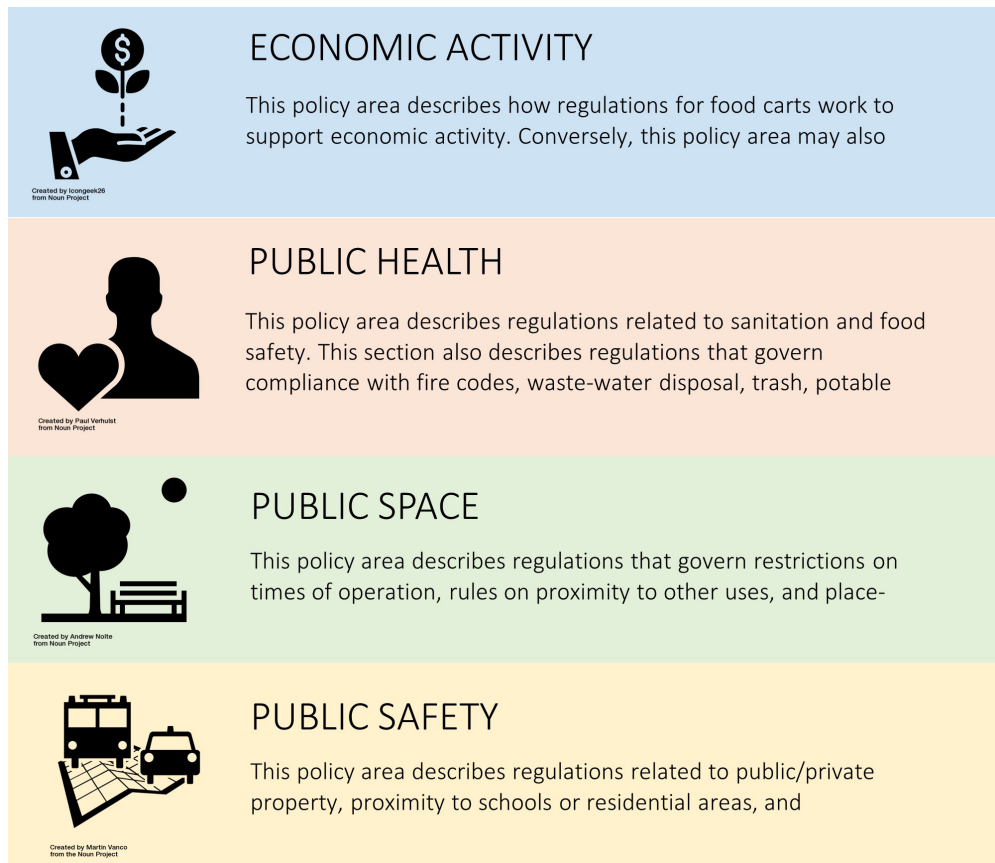 ECONOMIC ACTIVITY
This policy area describes how regulations for food carts work to
support economic activity. Conversely, this policy area may also
Created by Icongeek26
from Noun Project
PUBLIC HEALTH
This policy area describes regulations related to sanitation and food
safety. This section also describes regulations that govern
compliance with fire codes, waste-water disposal, trash, potable
Created by Paul Verhulst
from Noun Project
PUBLIC SPACE
This policy area describes regulations that govern restrictions on
times of operation, rules on proximity to other uses, and place-
Created by Andrew Nolte
from Noun Project
PUBLIC SAFETY
This policy area describes regulations related to public/private
property, proximity to schools or residential areas, and
Created by Martin Vanco
from the Noun Project